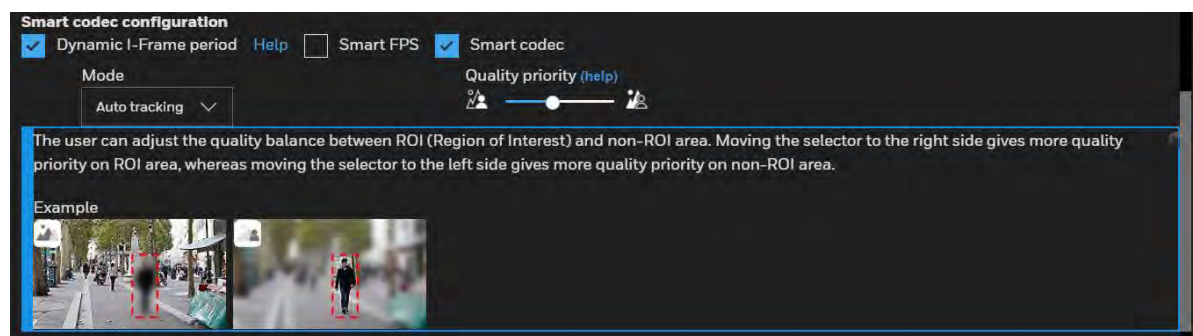 Smart codec configuration
Dynamic I-Frame period Help Smart FPS Smart codec
Mode Quality priority (help)
Auto tracking
The user can adjust the quality balance between ROI (Region of Interest) and non-ROI area. Moving the selector to the right side gives more quality
priority on ROI area, whereas moving the selector to the left side gives more quality priority on non-ROI area.
Example